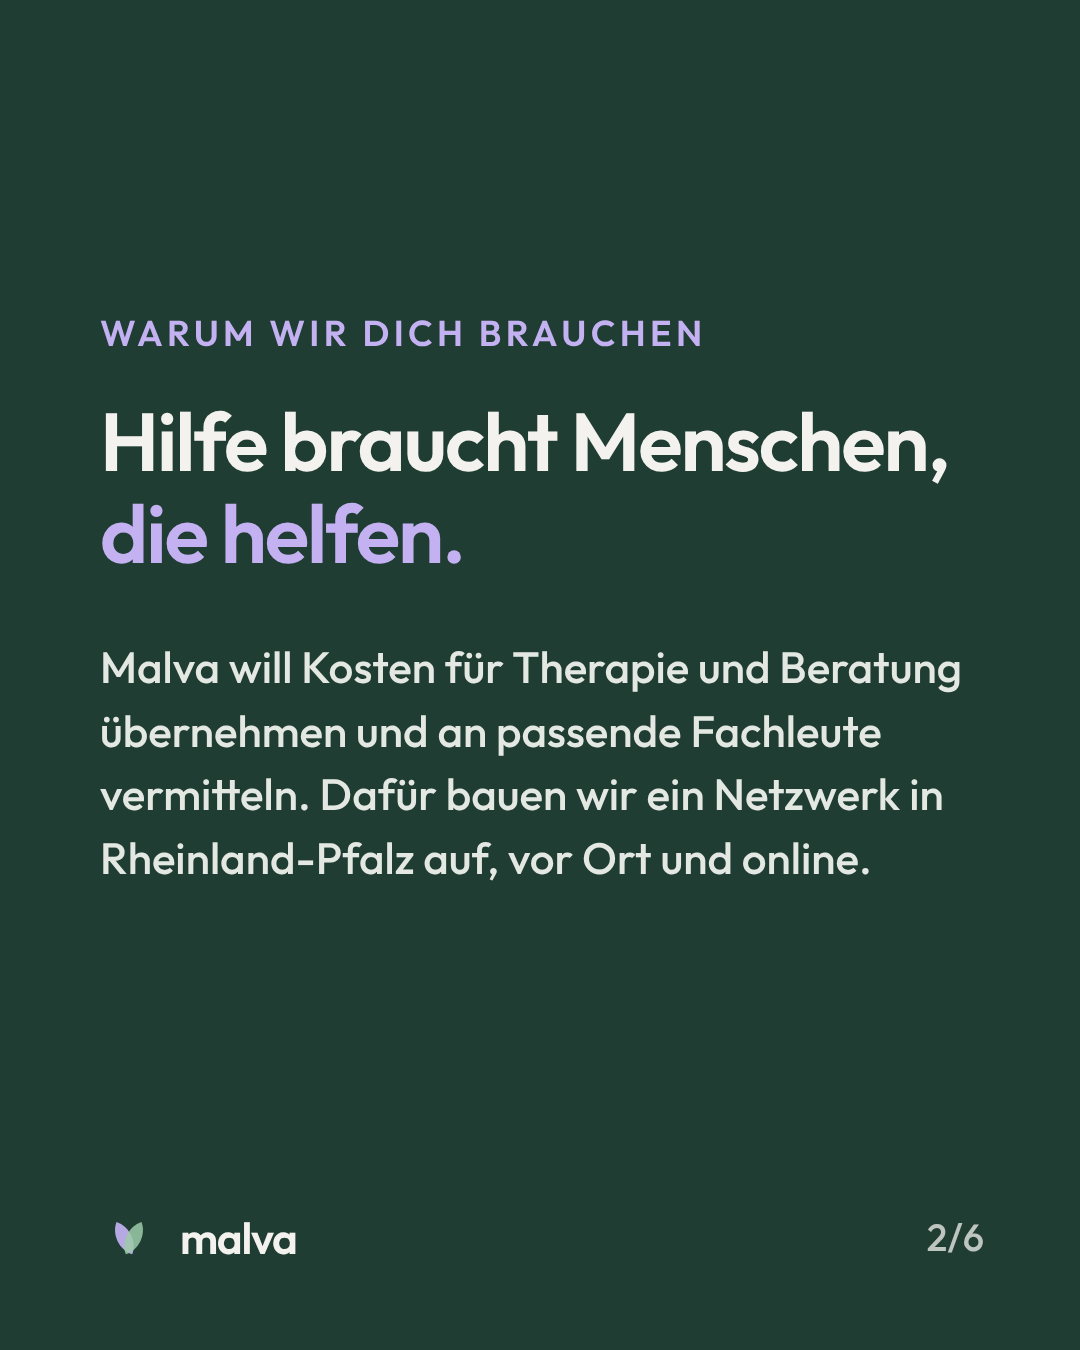 WARUM WIR DICH BRAUCHEN
Hilfe braucht Menschen,
die helfen.
Malva will Kosten für Therapie und Beratung
übernehmen und an passende Fachleute
vermitteln. Dafür bauen wir ein Netzwerk in
Rheinland-Pfalz auf, vor Ort und online.
malva
2/6